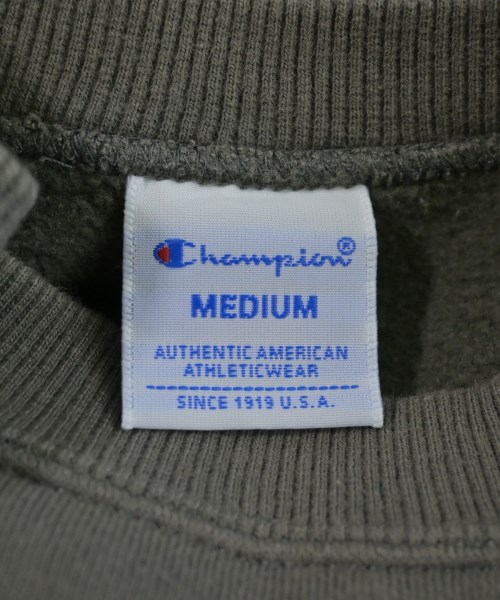 Champion®
MEDIUM
AUTHENTIC AMERICAN
ATHLETICWEAR
SINCE 1919 U.S.A.